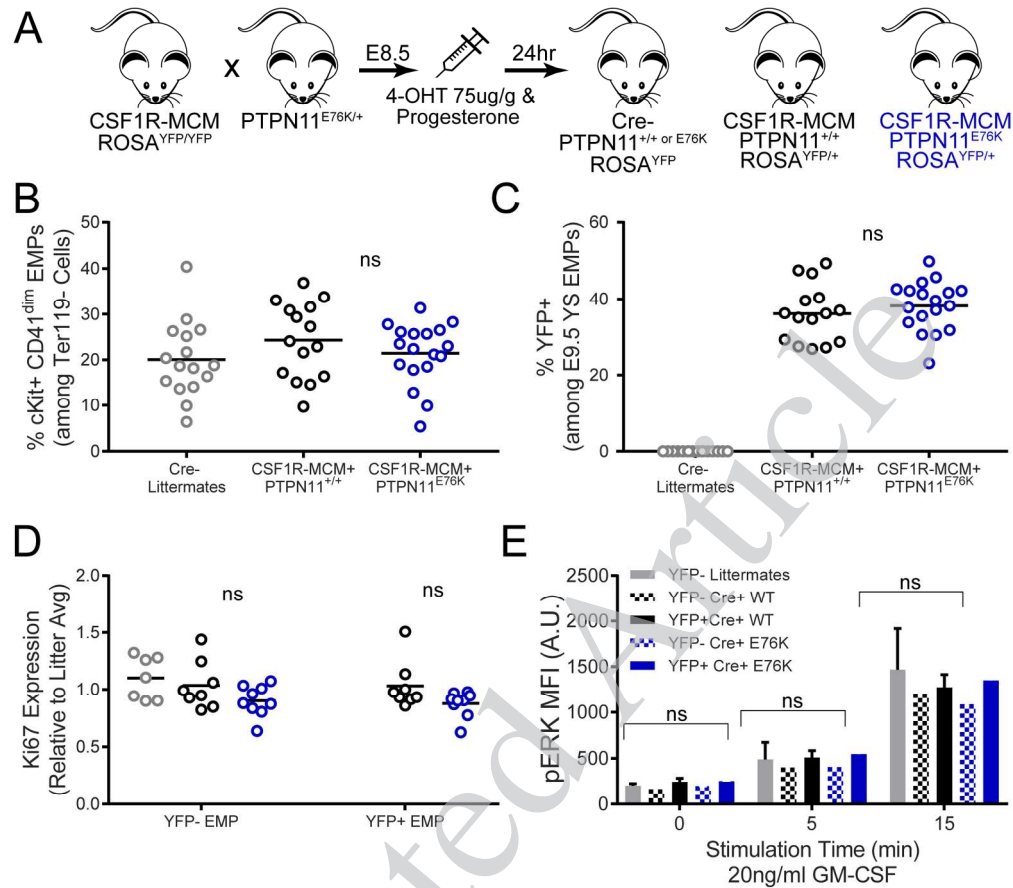 A
CSF1R-MCM
ROSA^YFP/YFP
x
PTPN11^E76K/+
E8.5
4-OHT 75ug/g &
Progesterone
24hr
Cre-
PTPN11^+/+ or E76K
ROSA^YFP
CSF1R-MCM
PTPN11^+/+
ROSA^YFP/+
CSF1R-MCM
PTPN11^E76K
ROSA^YFP/+
B
% cKit+ CD41^dim EMPs
(among Ter119- Cells)
50
40
30
20
10
0
ns
Cre-
Littermates
CSF1R-MCM+
PTPN11^+/+
CSF1R-MCM+
PTPN11^E76K
C
% YFP+
(among E9.5 YS EMPs)
60
40
20
0
ns
Cre-
Littermates
CSF1R-MCM+
PTPN11^+/+
CSF1R-MCM+
PTPN11^E76K
D
Ki67 Expression
(Relative to Litter Avg)
2.0
1.5
1.0
0.5
0.0
ns
ns
YFP- EMP
YFP+ EMP
E
pERK MFI (A.U.)
2500
2000
1500
1000
500
0
YFP- Littermates
YFP- Cre+ WT
YFP+Cre+ WT
YFP- Cre+ E76K
YFP+ Cre+ E76K
ns
ns
ns
0
5
15
Stimulation Time (min)
20ng/ml GM-CSF
ted Article